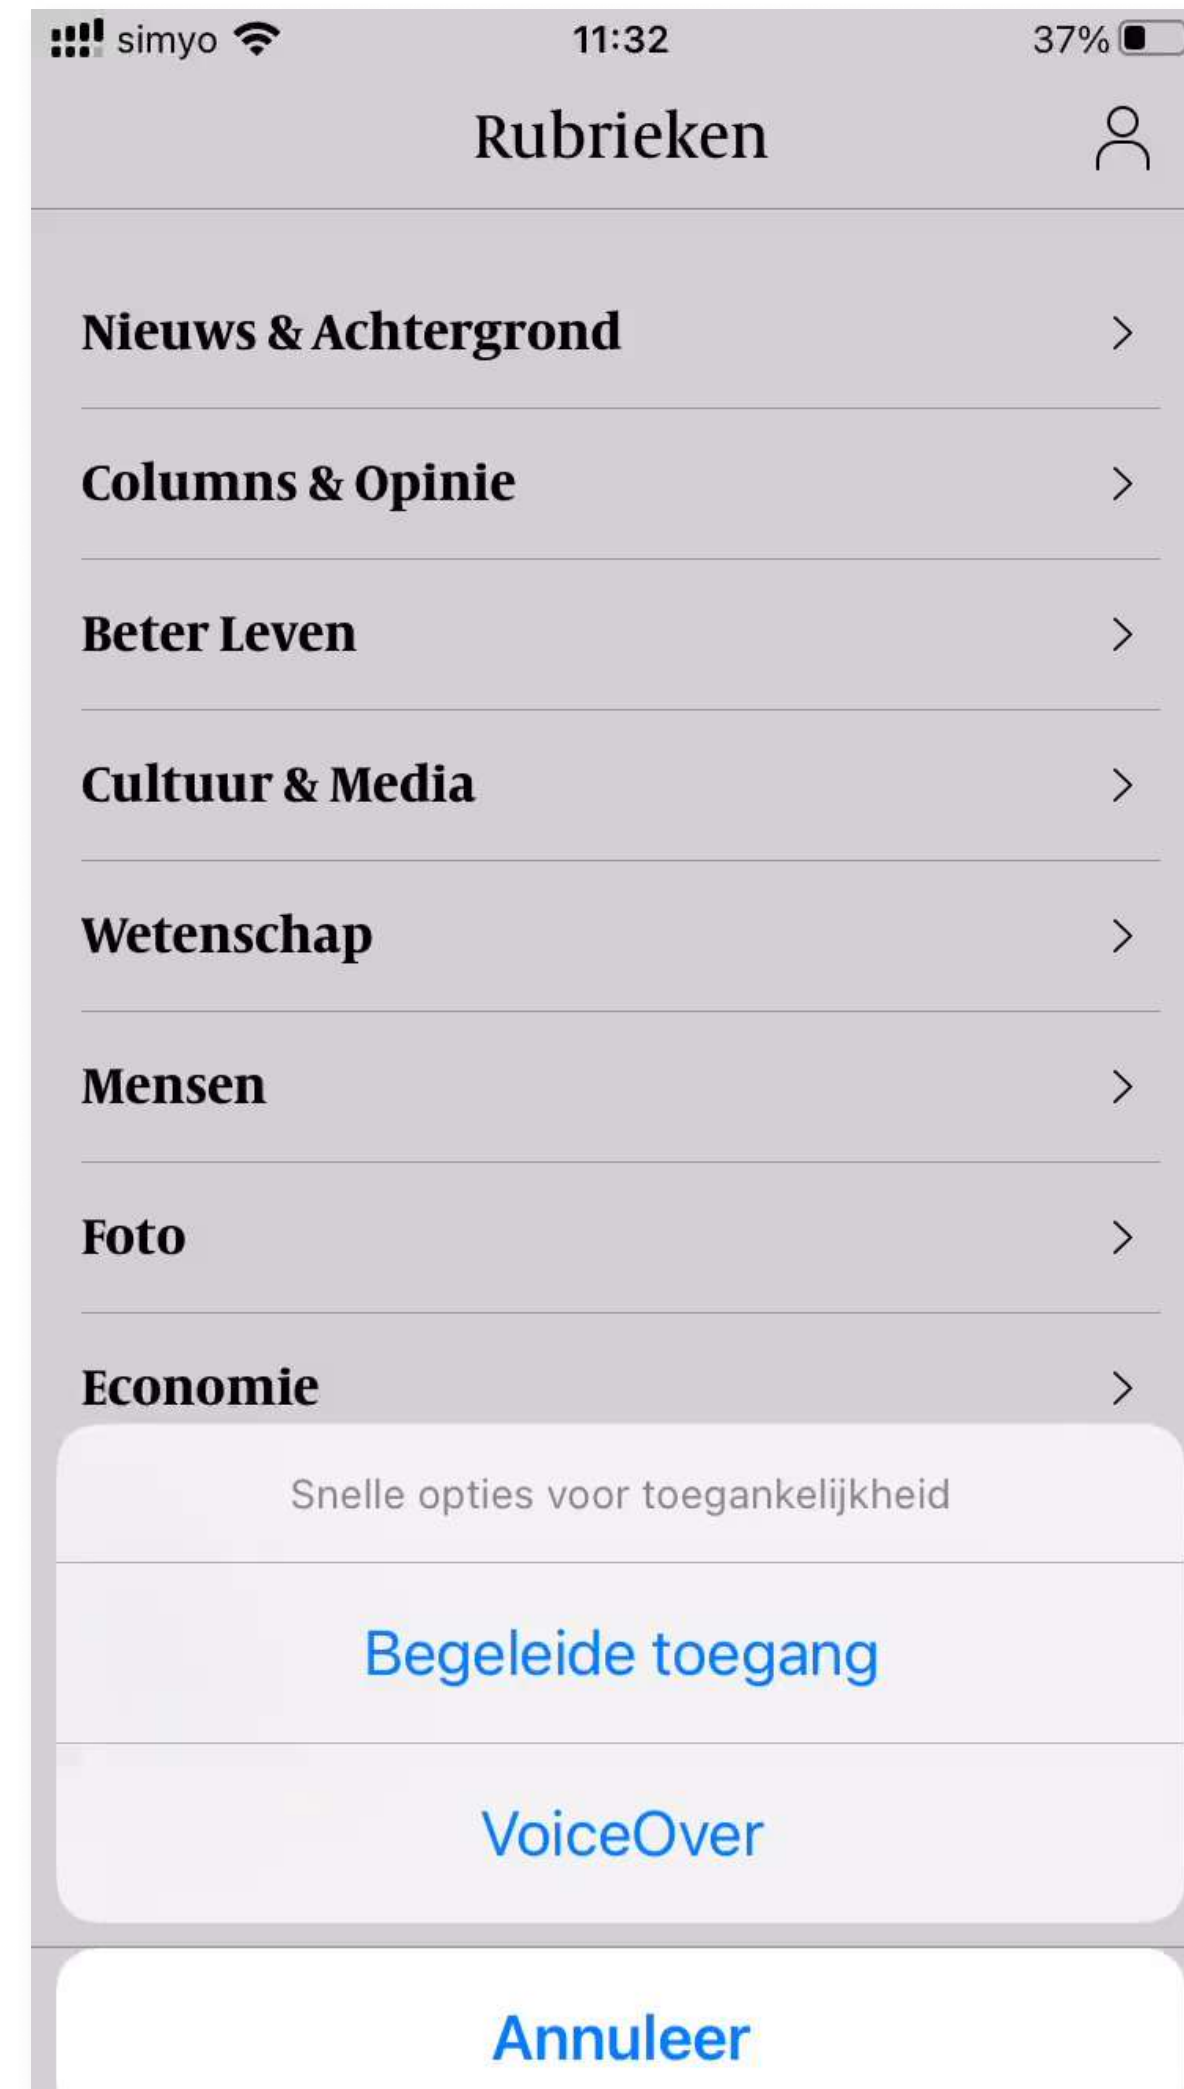 simyo 11:32 37%
Rubrieken
Nieuws & Achtergrond
Columns & Opinie
Beter Leven
Cultuur & Media
Wetenschap
Mensen
Foto
Economie
Snelle opties voor toegankelijkheid
Begeleide toegang
VoiceOver
Annuleer